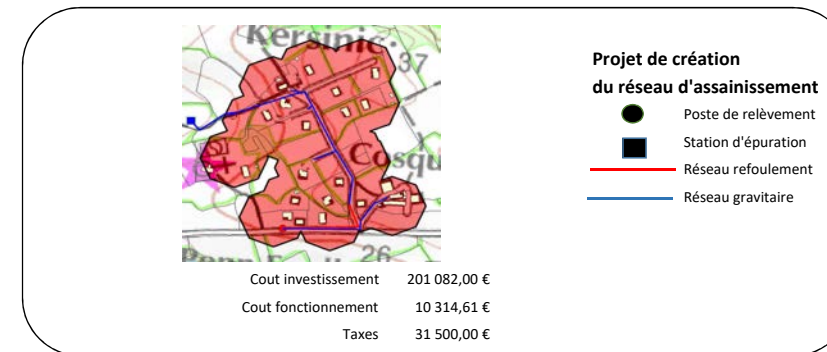 Kersinic
37
Cosqu
26
Projet de création
du réseau d'assainissement
Poste de relèvement
Station d'épuration
Réseau refoulement
Réseau gravitaire
Cout investissement 201 082,00 €
Cout fonctionnement 10 314,61 €
Taxes 31 500,00 €